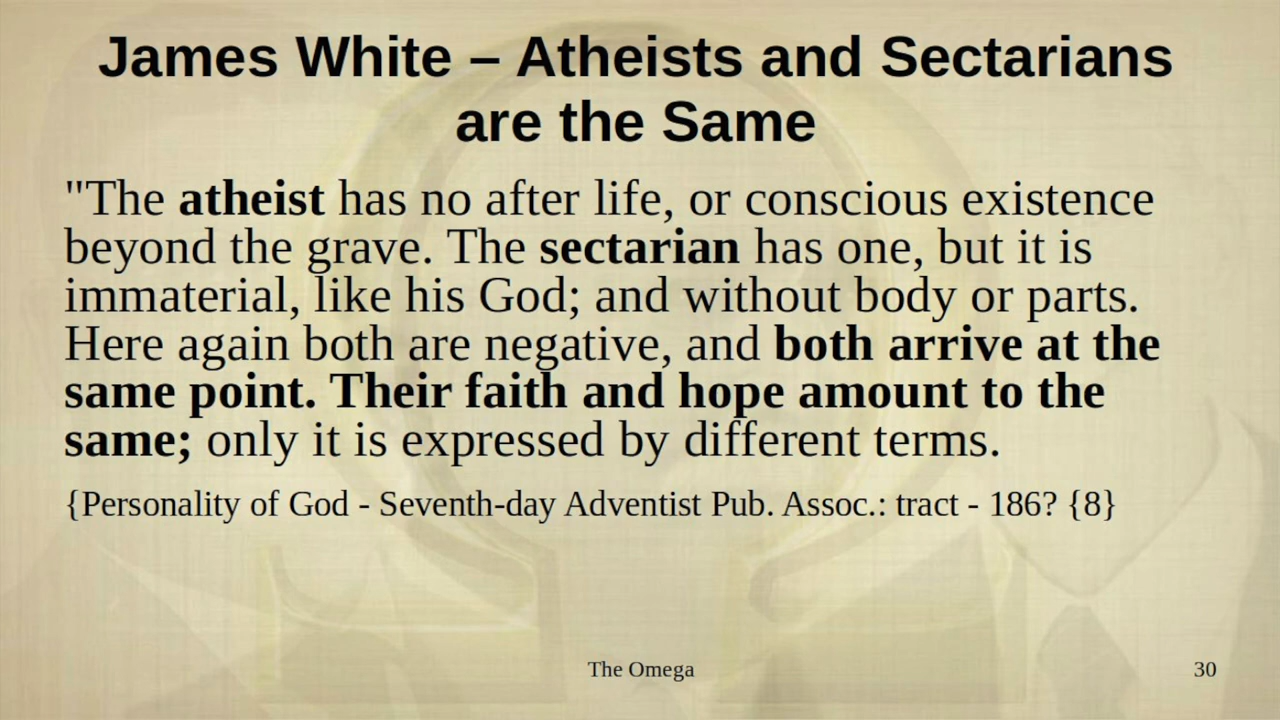 James White – Atheists and Sectarians
are the Same
"The atheist has no after life, or conscious existence
beyond the grave. The sectarian has one, but it is
immaterial, like his God; and without body or parts.
Here again both are negative, and both arrive at the
same point. Their faith and hope amount to the
same; only it is expressed by different terms.
{Personality of God - Seventh-day Adventist Pub. Assoc.: tract - 186? {8}
The Omega
30